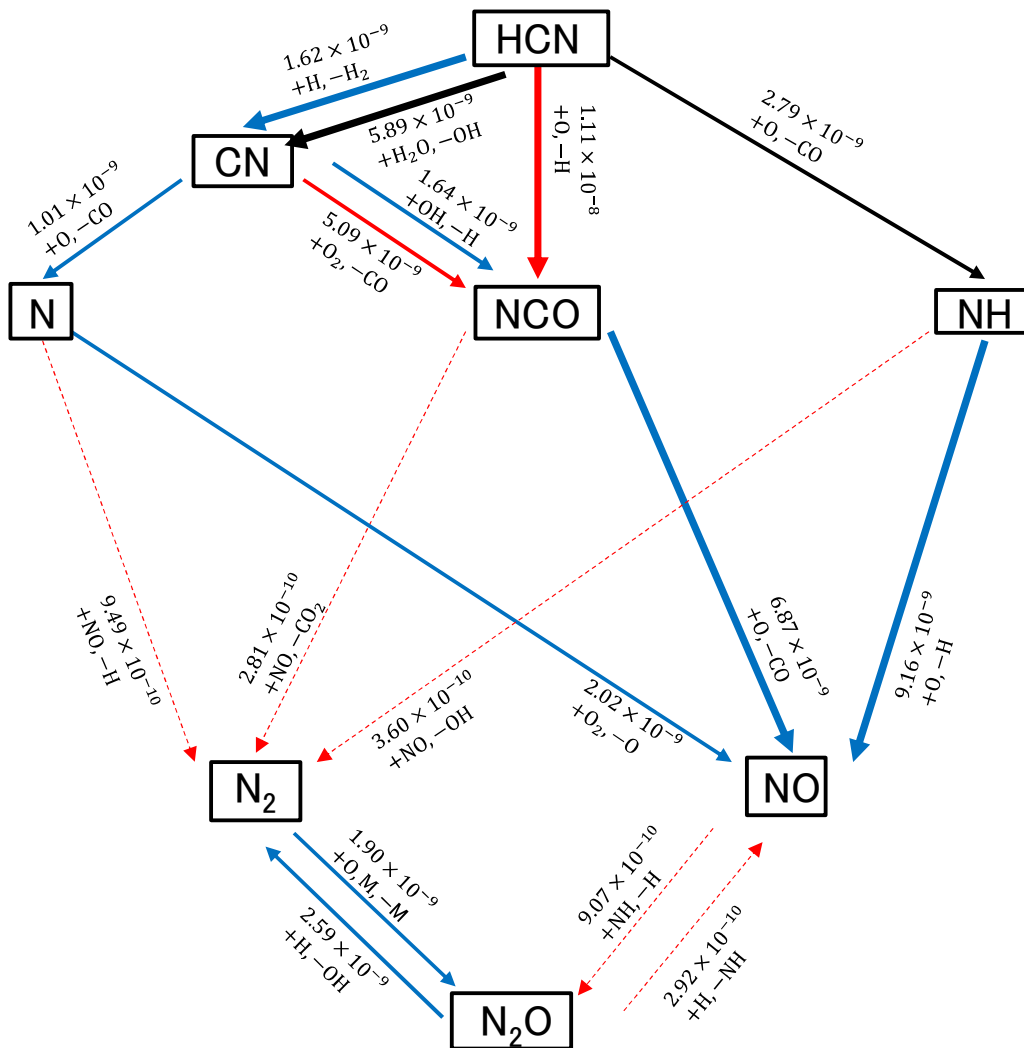 HCN
1.62 × 10⁻⁹
+H, −H₂
5.89 × 10⁻⁹
+H₂O, −OH
1.11 × 10⁻⁸
+O, −H
2.79 × 10⁻⁹
+O, −CO
CN
1.01 × 10⁻⁹
+O, −CO
1.64 × 10⁻⁹
+OH, −H
5.09 × 10⁻⁹
+O₂, −CO
N
NCO
NH
9.49 × 10⁻¹⁰
+NO, −H
2.81 × 10⁻¹⁰
+NO, −CO₂
3.60 × 10⁻¹⁰
+NO, −OH
2.02 × 10⁻⁹
+O₂, −O
6.87 × 10⁻⁹
+O, −CO
9.16 × 10⁻⁹
+O, −H
N₂
NO
1.90 × 10⁻⁹
+O, M, −M
2.59 × 10⁻⁹
+H, −OH
9.07 × 10⁻¹⁰
+NH, −H
2.92 × 10⁻¹⁰
+H, −NH
N₂O